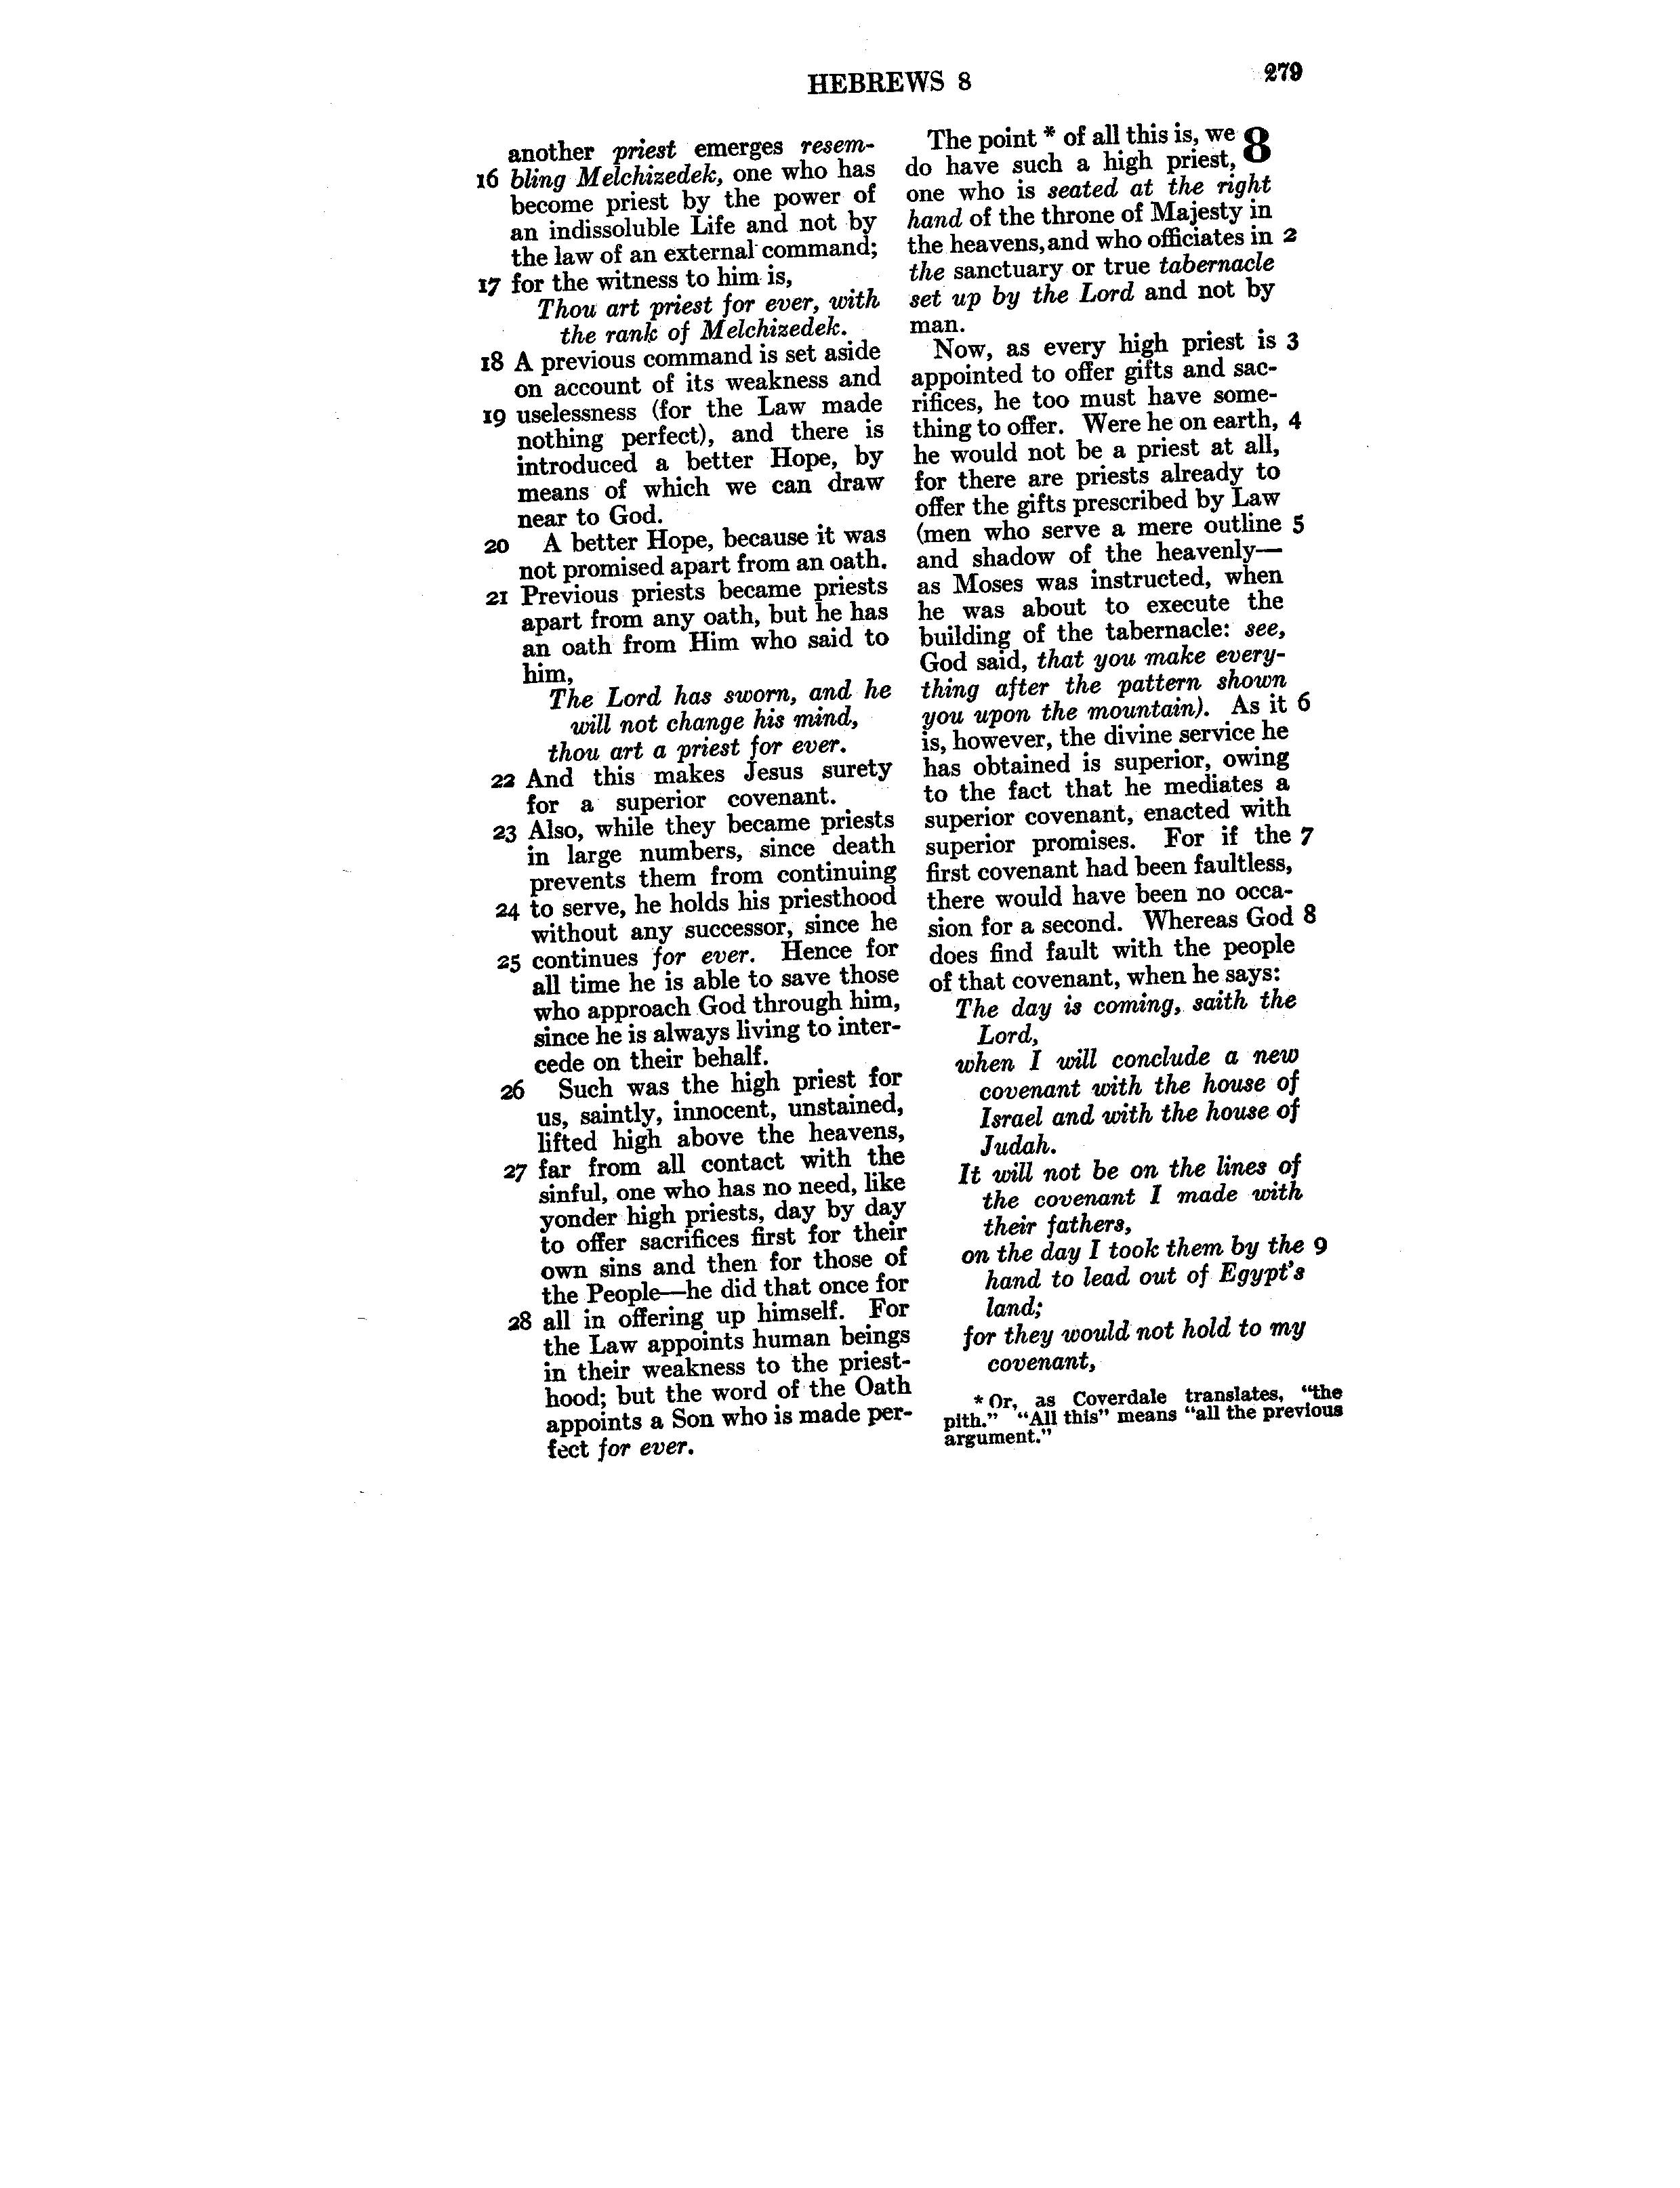 HEBREWS 8
279
another priest emerges resem-
16 bling Melchizedek, one who has
become priest by the power of
an indissoluble Life and not by
the law of an external command;
17 for the witness to him is,
Thou art priest for ever, with
the rank of Melchizedek.
18 A previous command is set aside
on account of its weakness and
19 uselessness (for the Law made
nothing perfect), and there is
introduced a better Hope, by
means of which we can draw
near to God.
20 A better Hope, because it was
not promised apart from an oath.
21 Previous priests became priests
apart from any oath, but he has
an oath from Him who said to
him,
The Lord has sworn, and he
will not change his mind,
thou art a priest for ever.
22 And this makes Jesus surety
for a superior covenant.
23 Also, while they became priests
in large numbers, since death
prevents them from continuing
24 to serve, he holds his priesthood
without any successor, since he
25 continues for ever. Hence for
all time he is able to save those
who approach God through him,
since he is always living to inter-
cede on their behalf.
26 Such was the high priest for
us, saintly, innocent, unstained,
lifted high above the heavens,
27 far from all contact with the
sinful, one who has no need, like
yonder high priests, day by day
to offer sacrifices first for their
own sins and then for those of
the People—he did that once for
28 all in offering up himself. For
the Law appoints human beings
in their weakness to the priest-
hood; but the word of the Oath
appoints a Son who is made per-
fect for ever.
The point * of all this is, we 8
do have such a high priest,
one who is seated at the right
hand of the throne of Majesty in
the heavens, and who officiates in 2
the sanctuary or true tabernacle
set up by the Lord and not by
man.
Now, as every high priest is 3
appointed to offer gifts and sac-
rifices, he too must have some-
thing to offer. Were he on earth, 4
he would not be a priest at all,
for there are priests already to
offer the gifts prescribed by Law
(men who serve a mere outline 5
and shadow of the heavenly—
as Moses was instructed, when
he was about to execute the
building of the tabernacle: see,
God said, that you make every-
thing after the pattern shown
you upon the mountain). As it 6
is, however, the divine service he
has obtained is superior, owing
to the fact that he mediates a
superior covenant, enacted with
superior promises. For if the 7
first covenant had been faultless,
there would have been no occa-
sion for a second. Whereas God 8
does find fault with the people
of that covenant, when he says:
The day is coming, saith the
Lord,
when I will conclude a new
covenant with the house of
Israel and with the house of
Judah.
It will not be on the lines of
the covenant I made with
their fathers,
on the day I took them by the 9
hand to lead out of Egypt's
land;
for they would not hold to my
covenant,
* Or, as Coverdale translates, "the
pith." "All this" means "all the previous
argument."